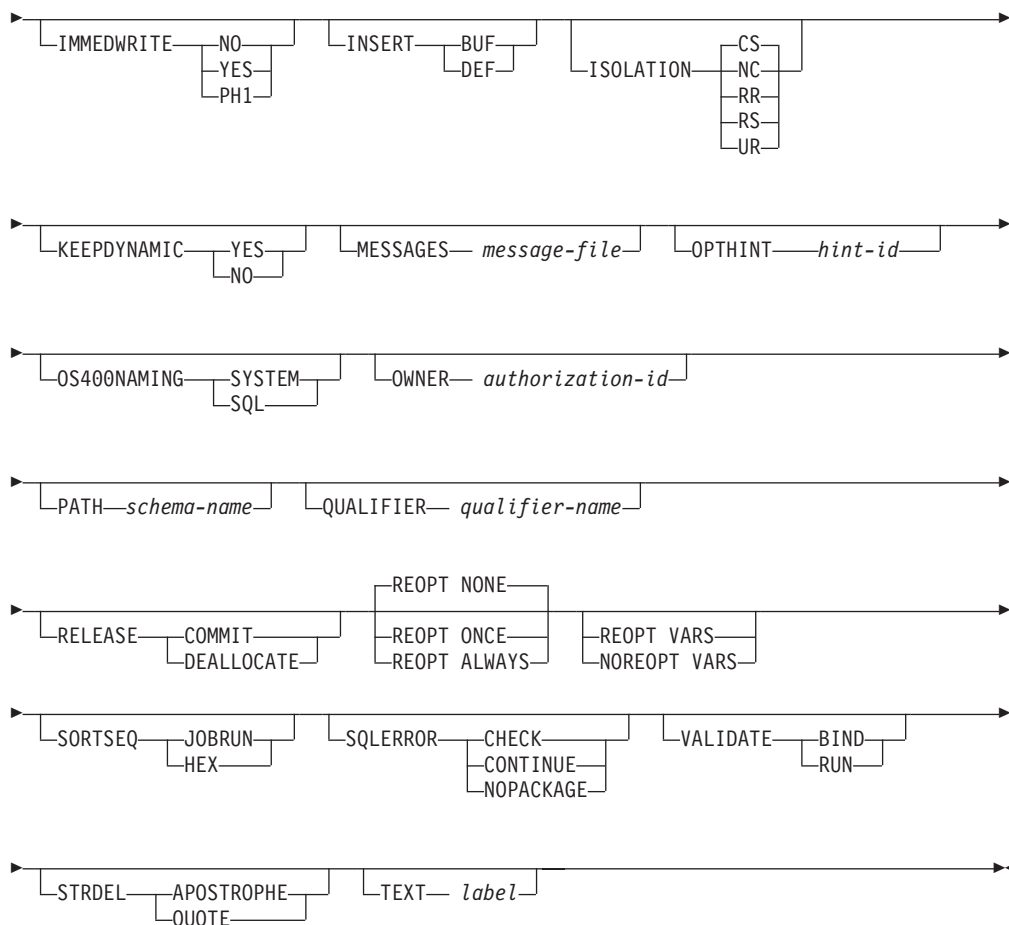 IMMEDWRITE NO INSERT BUF CS
YES DEF ISOLATION NC
PH1 RR
RS
UR
KEEPDYNAMIC YES MESSAGES message-file OPTHINT hint-id
NO
OS400NAMING SYSTEM OWNER authorization-id
SQL
PATH schema-name QUALIFIER qualifier-name
REOPT NONE
RELEASE COMMIT REOPT ONCE REOPT VARS
DEALLOCATE REOPT ALWAYS NOREOPT VARS
SORTSEQ JOBRUN SQLERROR CHECK VALIDATE BIND
HEX CONTINUE RUN
NOPACKAGE
STRDEL APOSTROPHE TEXT label
QUOTE